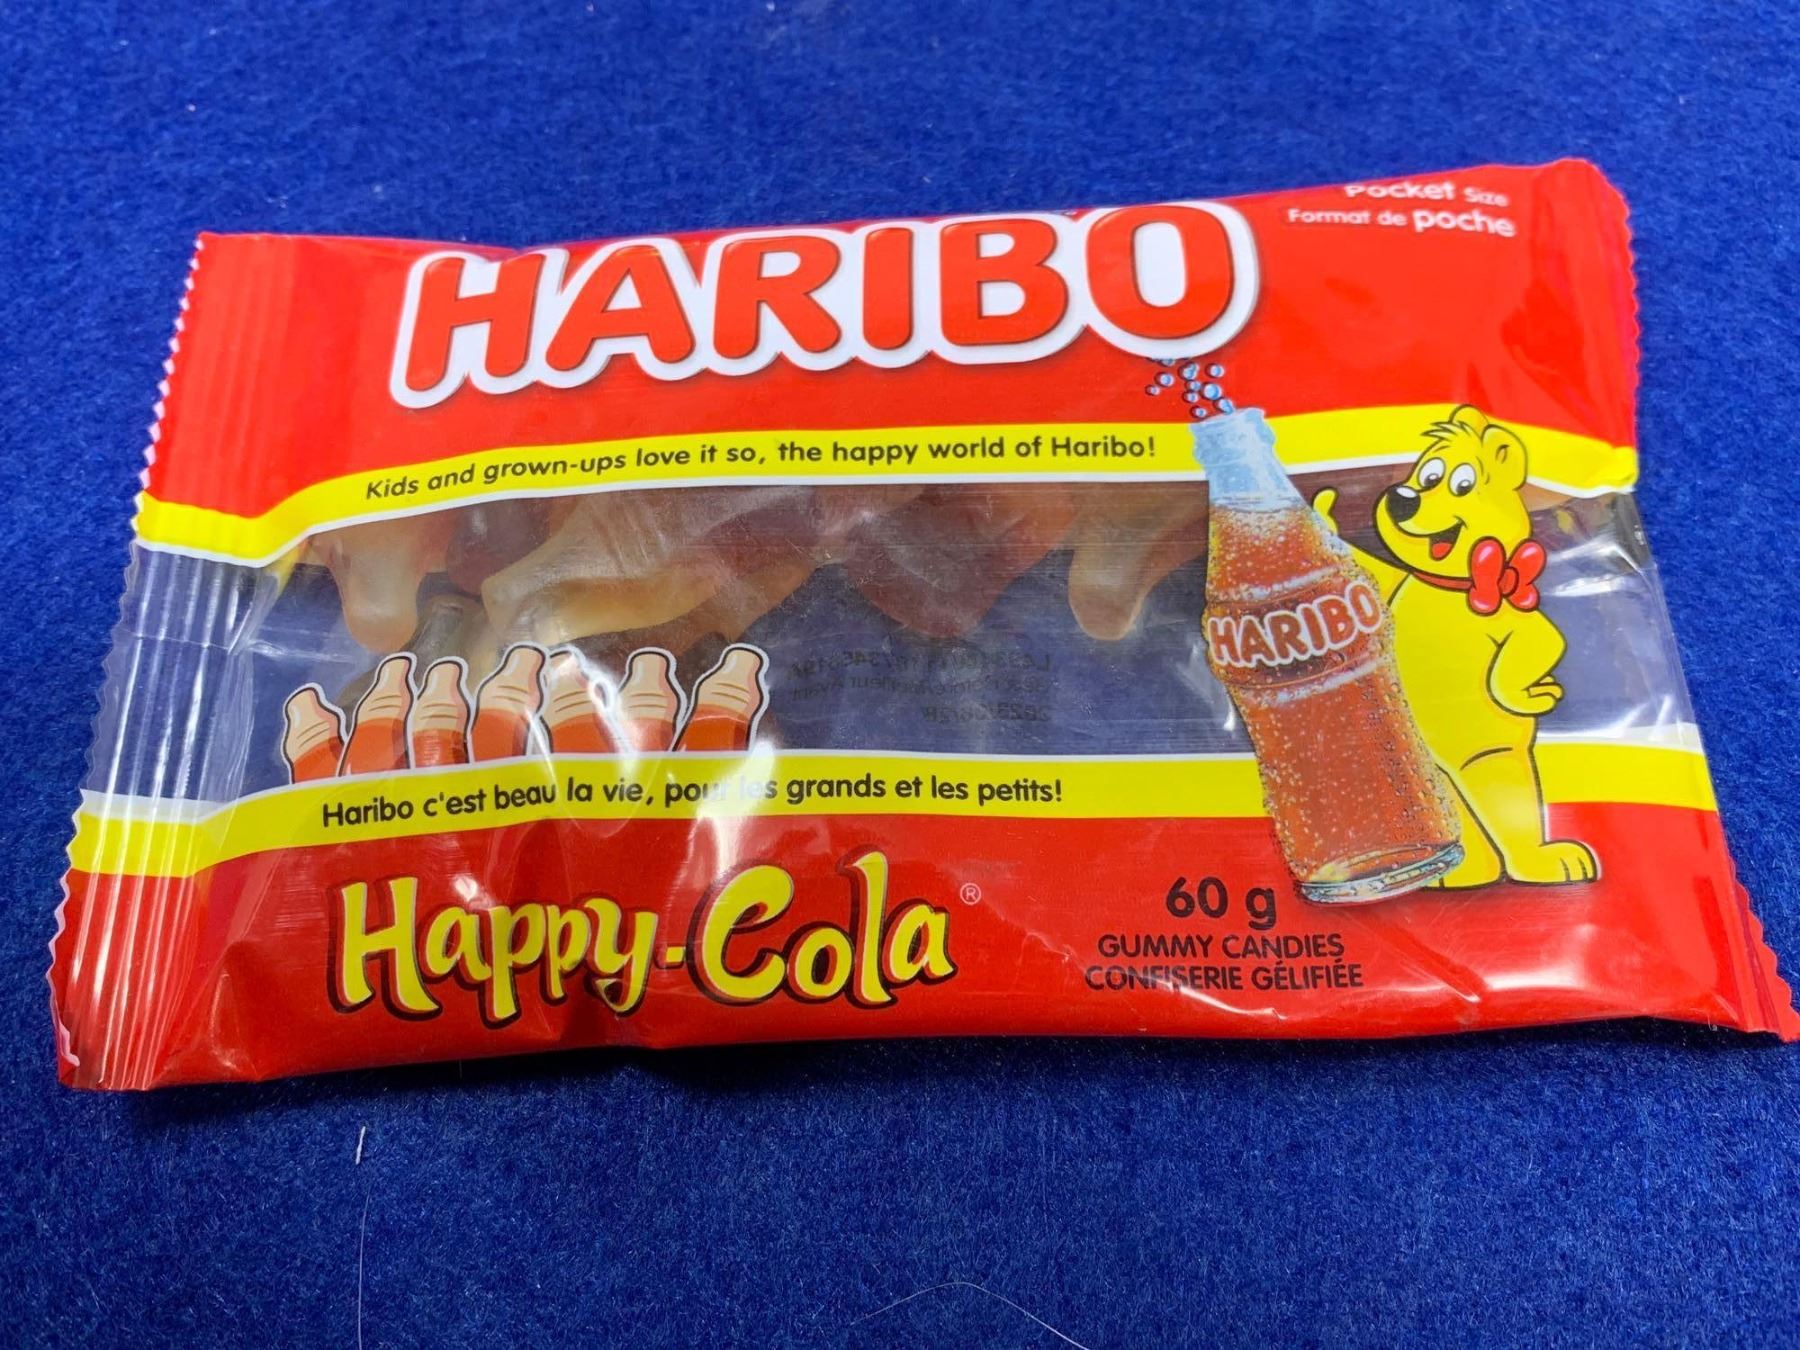 Pocket Size
Format de poche
HARIBO
Kids and grown-ups love it so, the happy world of Haribo!
HARIBO
Haribo c'est beau la vie, pour les grands et les petits!
Happy-Cola®
60 g
GUMMY CANDIES
CONFISERIE GÉLIFIÉE